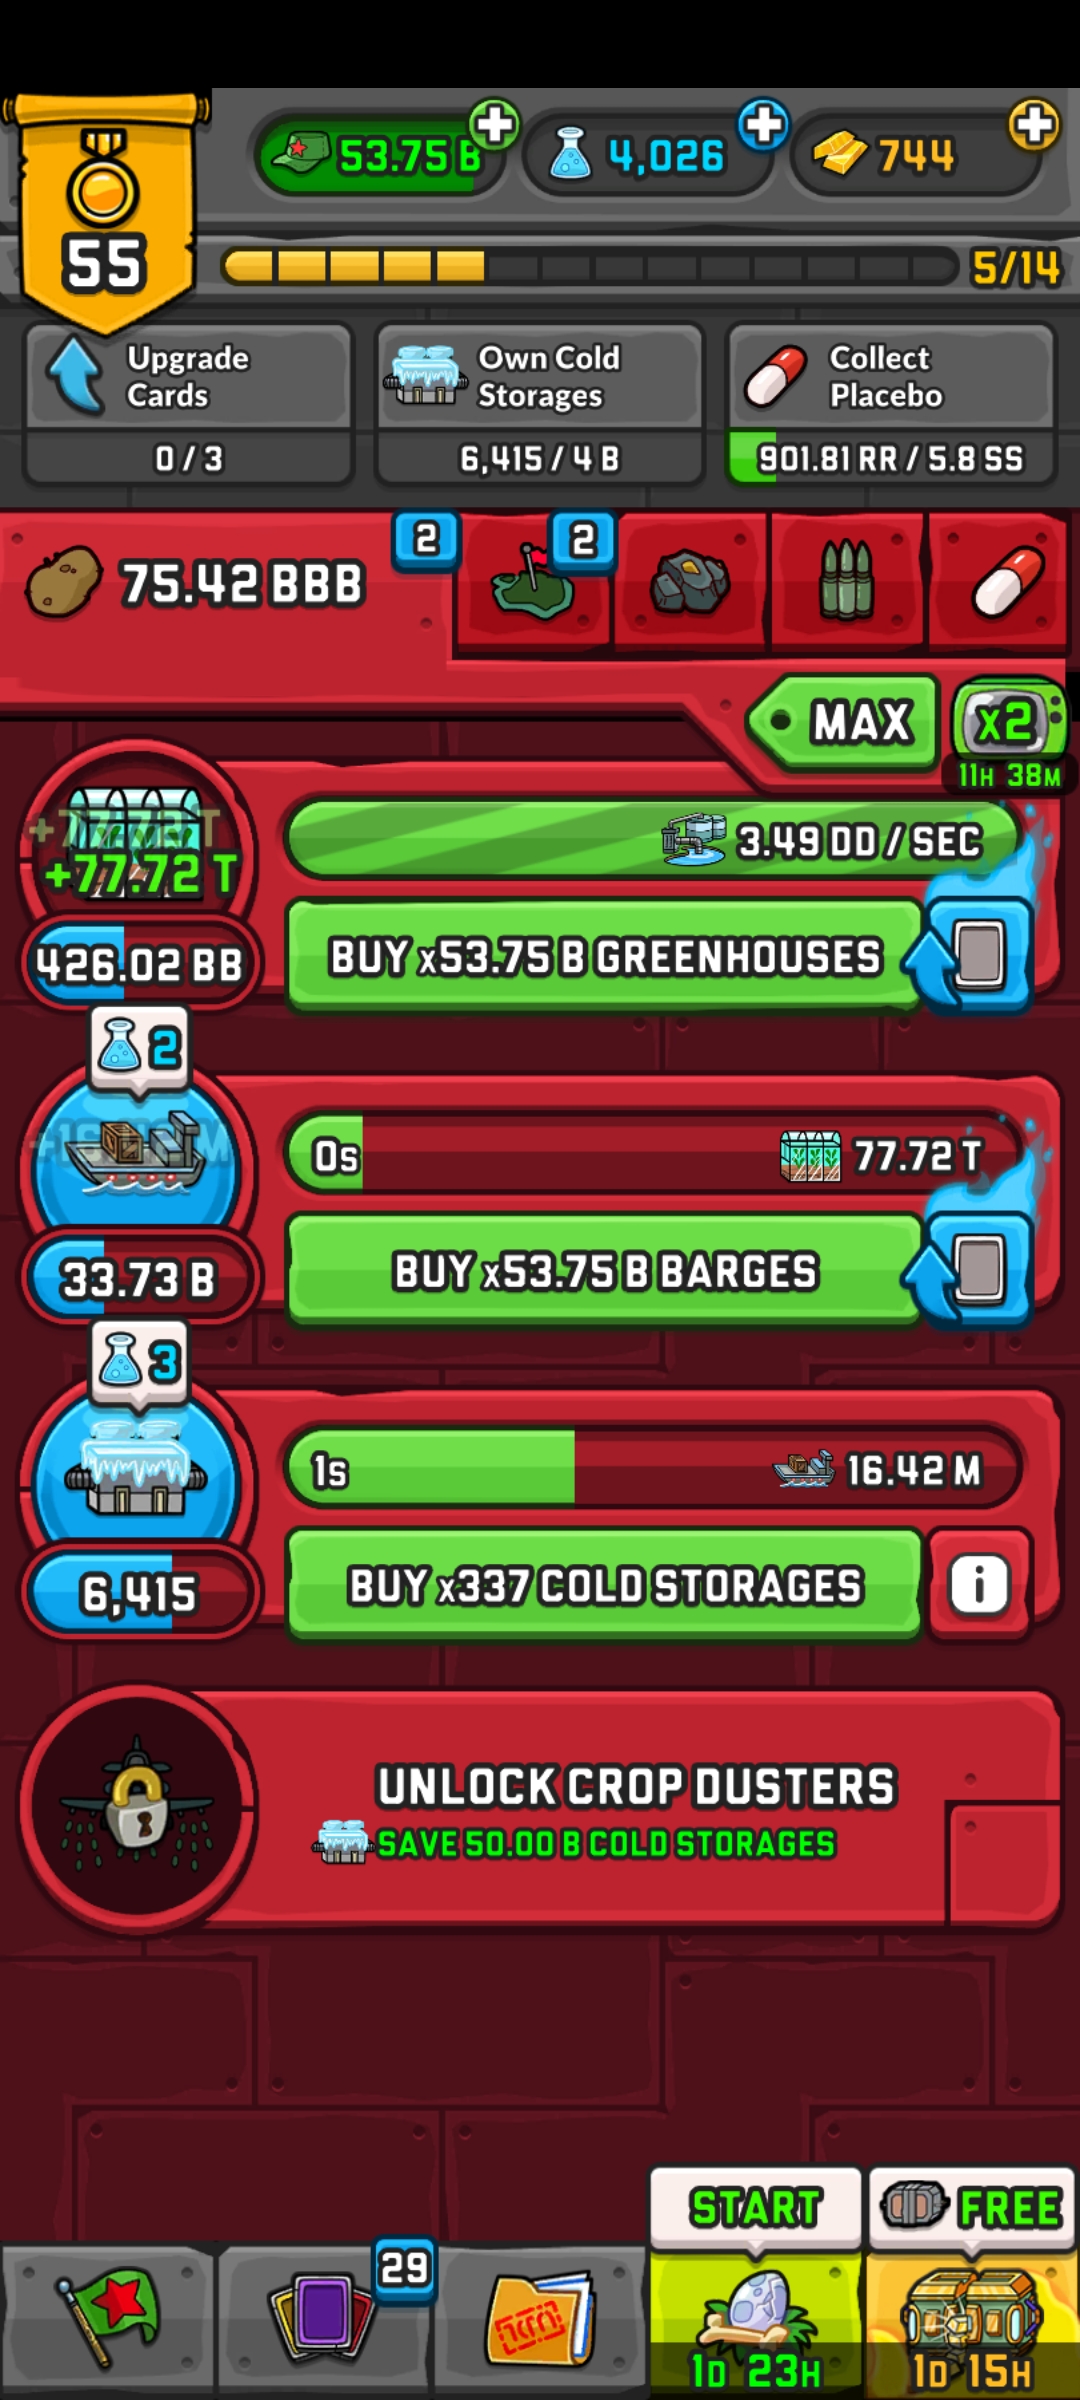 53.75 B
4,026
744
55
5/14
Upgrade
Cards
0 / 3
Own Cold
Storages
6,415 / 4 B
Collect
Placebo
901.81 RR / 5.8 SS
75.42 BBB
2
2
MAX
x2
11H 38M
+77.72 T
3.49 DD / SEC
426.02 BB
BUY x53.75 B GREENHOUSES
2
0s
77.72 T
33.73 B
BUY x53.75 B BARGES
3
1s
16.42 M
6,415
BUY x337 COLD STORAGES
i
UNLOCK CROP DUSTERS
SAVE 50.00 B COLD STORAGES
START
FREE
29
1D 23H
1D 15H